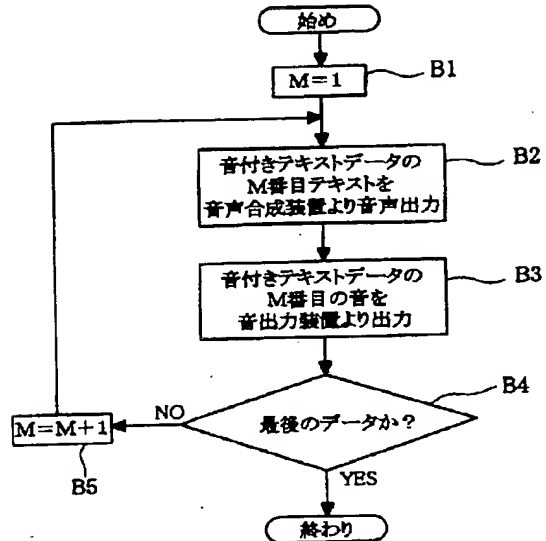 始め
M=1
B1
音付きテキストデータの
M番目テキストを
音声合成装置より音声出力
B2
音付きテキストデータの
M番目の音を
音出力装置より出力
B3
最後のデータか？
B4
NO
M=M+1
B5
YES
終わり